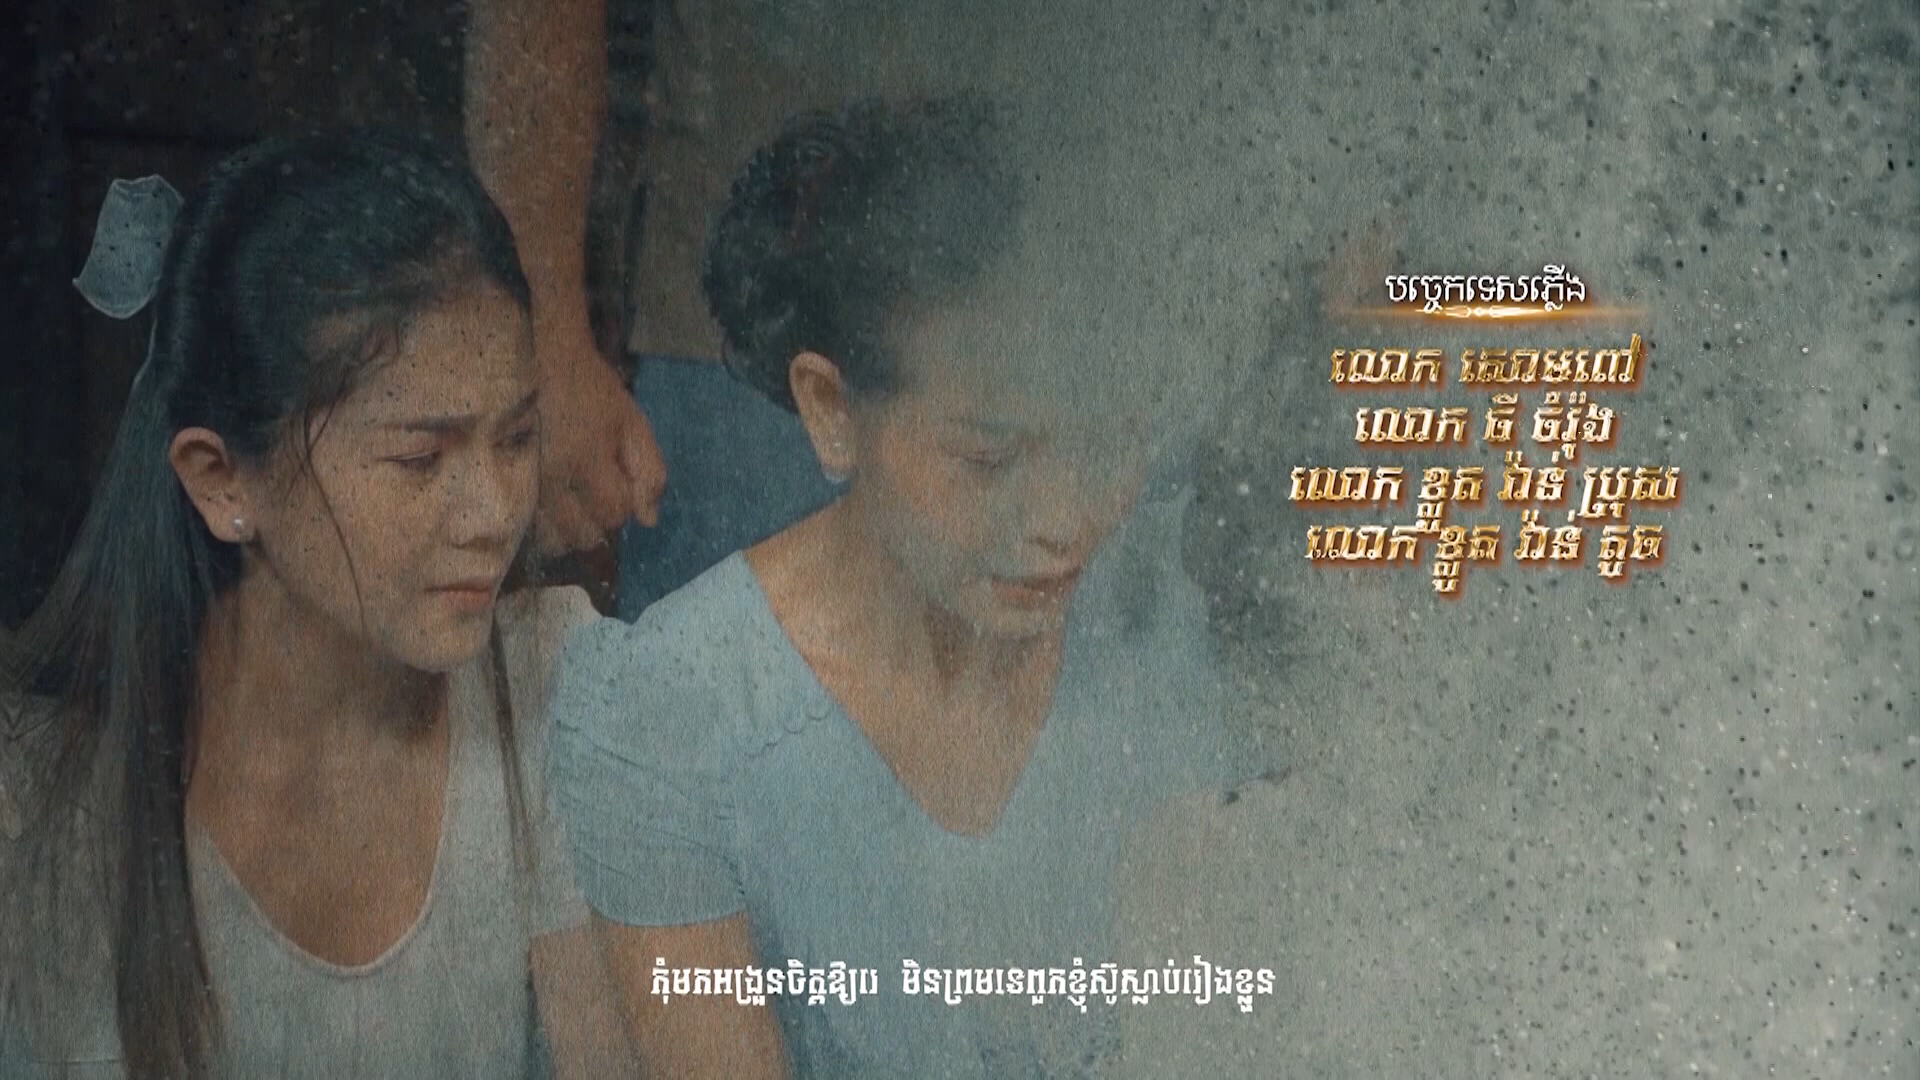 បច្ចេកទេសភ្លើង
លោក សោមពៅ
លោក ធី ចំរ៉ុង
លោក ខ្លូត វ៉ាន់ ប្រុស
លោក ខ្លូត វ៉ាន់ តូច
កុំមកអង្រួនចិត្តឱ្យរេ មិនព្រមទេពួកខ្ញុំស៊ូស្លាប់រៀងខ្លួន